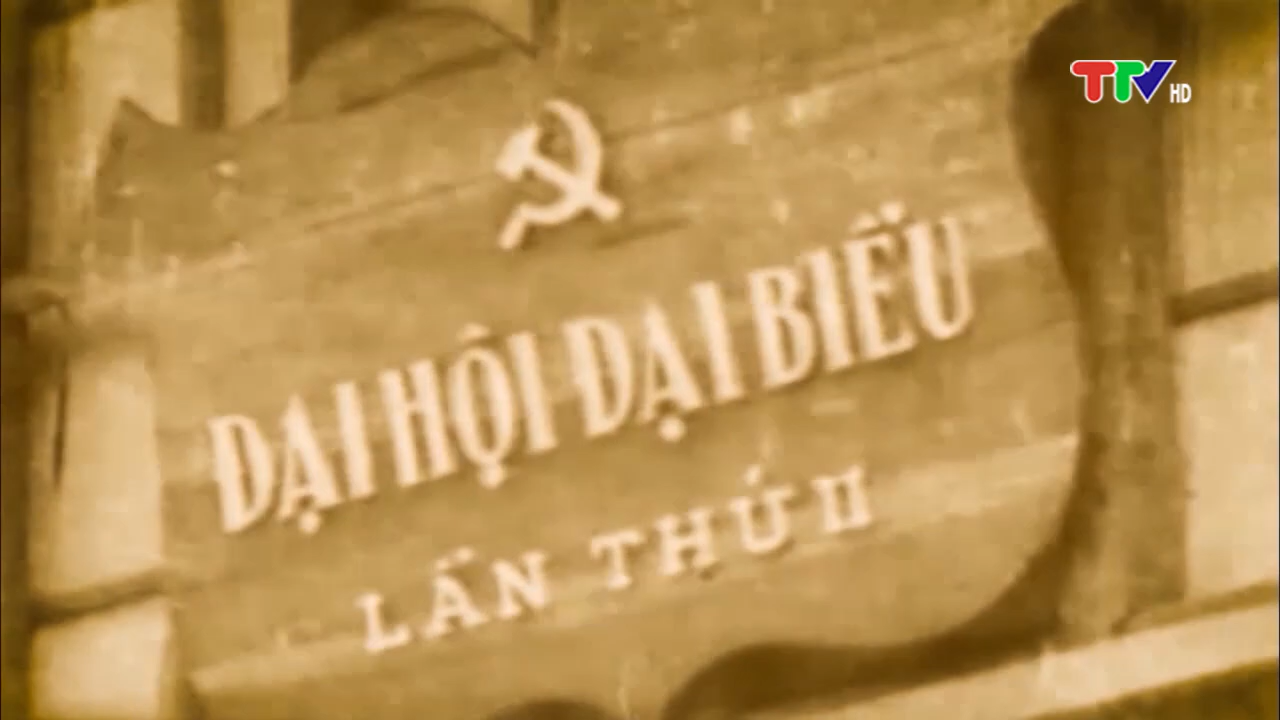 TTV HD
ĐẠI HỘI ĐẠI BIỂU
LẦN THỨ II